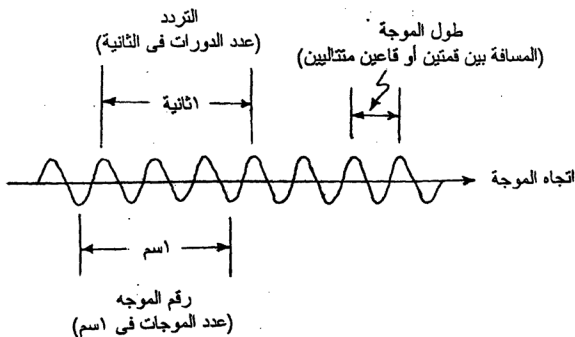 التردد
(عدد الدورات فى الثانية)
طول الموجة
(المسافة بين قمتين أو قاعين متتاليين)
١ثانية
اتجاه الموجة
١سم
رقم الموجه
(عدد الموجات فى ١سم)